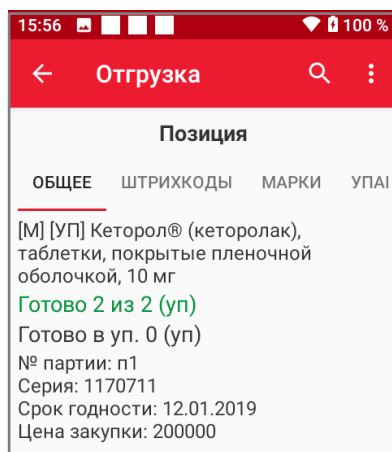 15:56 100 %
Отгрузка
Позиция
ОБЩЕЕ ШТРИХКОДЫ МАРКИ УПАІ
[М] [УП] Кеторол® (кеторолак),
таблетки, покрытые пленочной
оболочкой, 10 мг
Готово 2 из 2 (уп)
Готово в уп. 0 (уп)
№ партии: п1
Серия: 1170711
Срок годности: 12.01.2019
Цена закупки: 200000